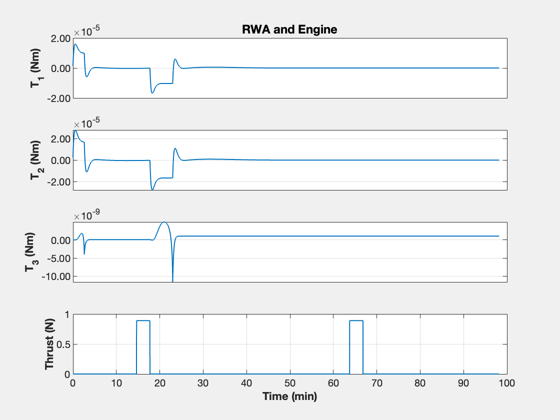 RWA and Engine
×10⁻⁵
2.00
0.00
-2.00
T₁ (Nm)
×10⁻⁵
2.00
0.00
-2.00
T₂ (Nm)
×10⁻⁹
0.00
-5.00
-10.00
T₃ (Nm)
1
0.5
0
Thrust (N)
0 10 20 30 40 50 60 70 80 90 100
Time (min)